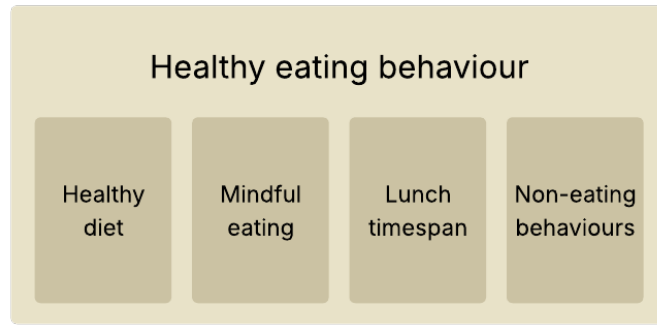 Healthy eating behaviour
Healthy
diet
Mindful
eating
Lunch
timespan
Non-eating
behaviours